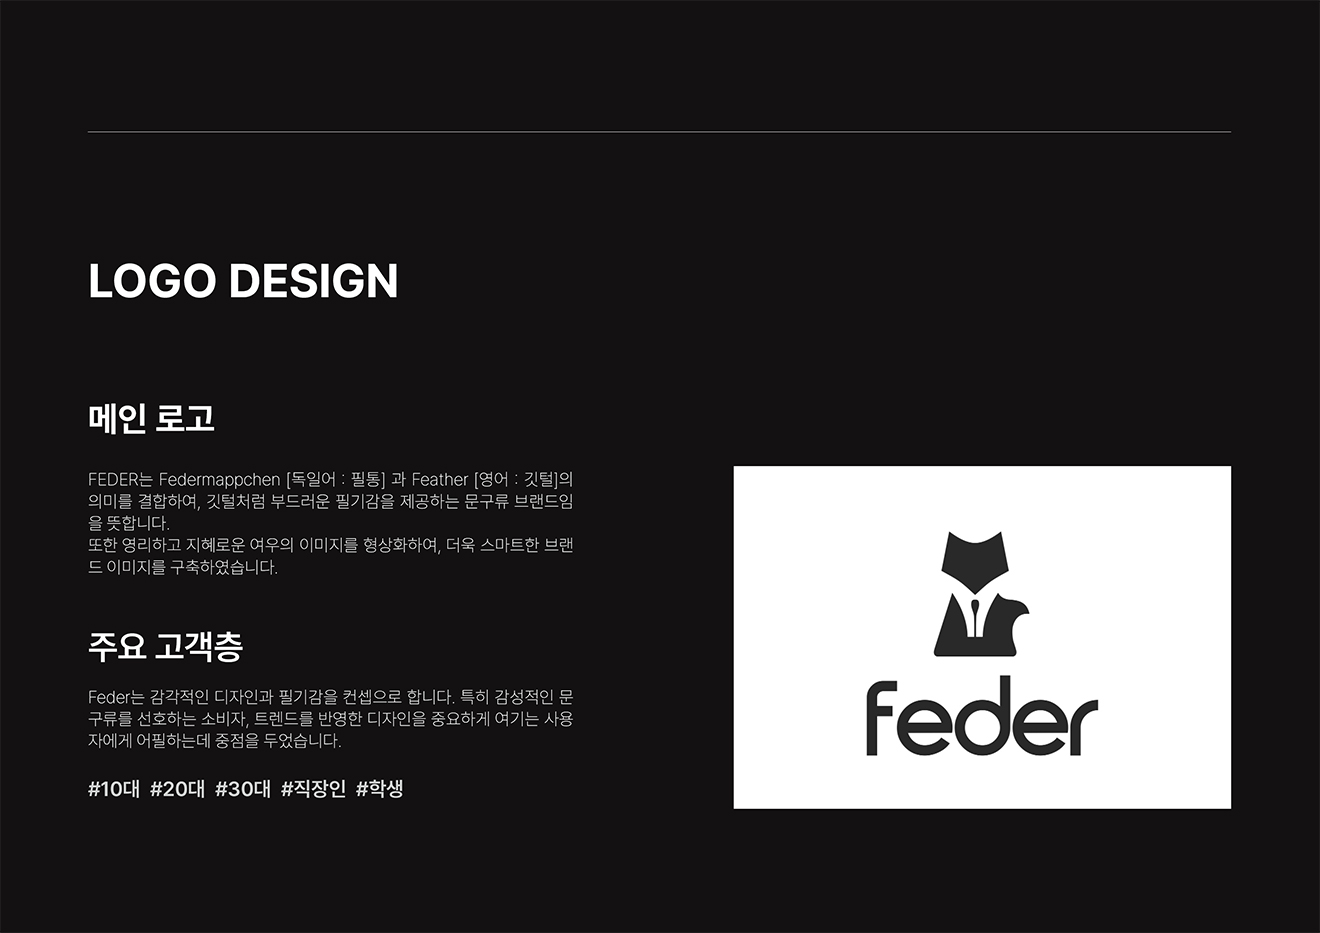 LOGO DESIGN
메인 로고
FEDER는 Federmappchen [독일어 : 필통] 과 Feather [영어 : 깃털]의
의미를 결합하여, 깃털처럼 부드러운 필기감을 제공하는 문구류 브랜드임
을 뜻합니다.
또한 영리하고 지혜로운 여우의 이미지를 형상화하여, 더욱 스마트한 브랜
드 이미지를 구축하였습니다.
주요 고객층
Feder는 감각적인 디자인과 필기감을 컨셉으로 합니다. 특히 감성적인 문
구류를 선호하는 소비자, 트렌드를 반영한 디자인을 중요하게 여기는 사용
자에게 어필하는데 중점을 두었습니다.
#10대 #20대 #30대 #직장인 #학생
feder